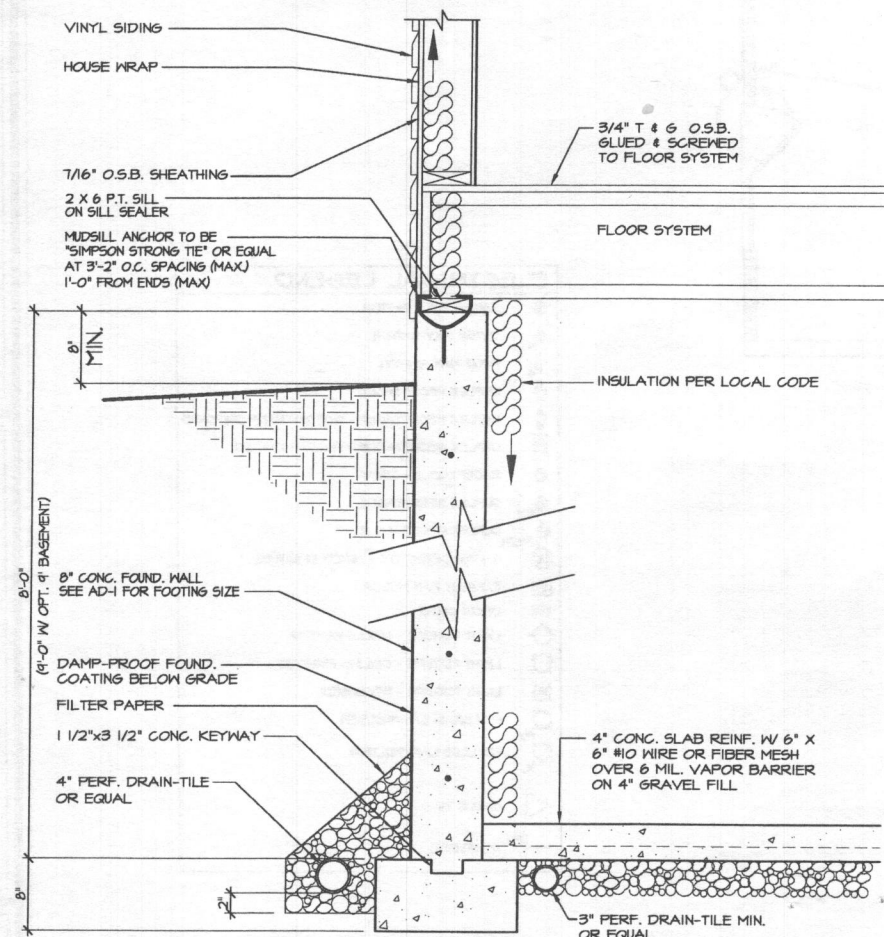 VINYL SIDING
HOUSE WRAP
7/16" O.S.B. SHEATHING
2 X 6 P.T. SILL
ON SILL SEALER
MUDSILL ANCHOR TO BE
"SIMPSON STRONG TIE" OR EQUAL
AT 3'-2" O.C. SPACING (MAX.)
1'-0" FROM ENDS (MAX)
3/4" T & G O.S.B.
GLUED & SCREWED
TO FLOOR SYSTEM
FLOOR SYSTEM
8"
MIN.
INSULATION PER LOCAL CODE
8'-0"
(9'-0" W/ OPT. 9' BASEMENT)
8" CONC. FOUND. WALL
SEE AD-1 FOR FOOTING SIZE
DAMP-PROOF FOUND.
COATING BELOW GRADE
FILTER PAPER
1 1/2"x3 1/2" CONC. KEYWAY
4" PERF. DRAIN-TILE
OR EQUAL
4" CONC. SLAB REINF. W/ 6" X
6" #10 WIRE OR FIBER MESH
OVER 6 MIL. VAPOR BARRIER
ON 4" GRAVEL FILL
8"
2"
3" PERF. DRAIN-TILE MIN.
OR EQUAL